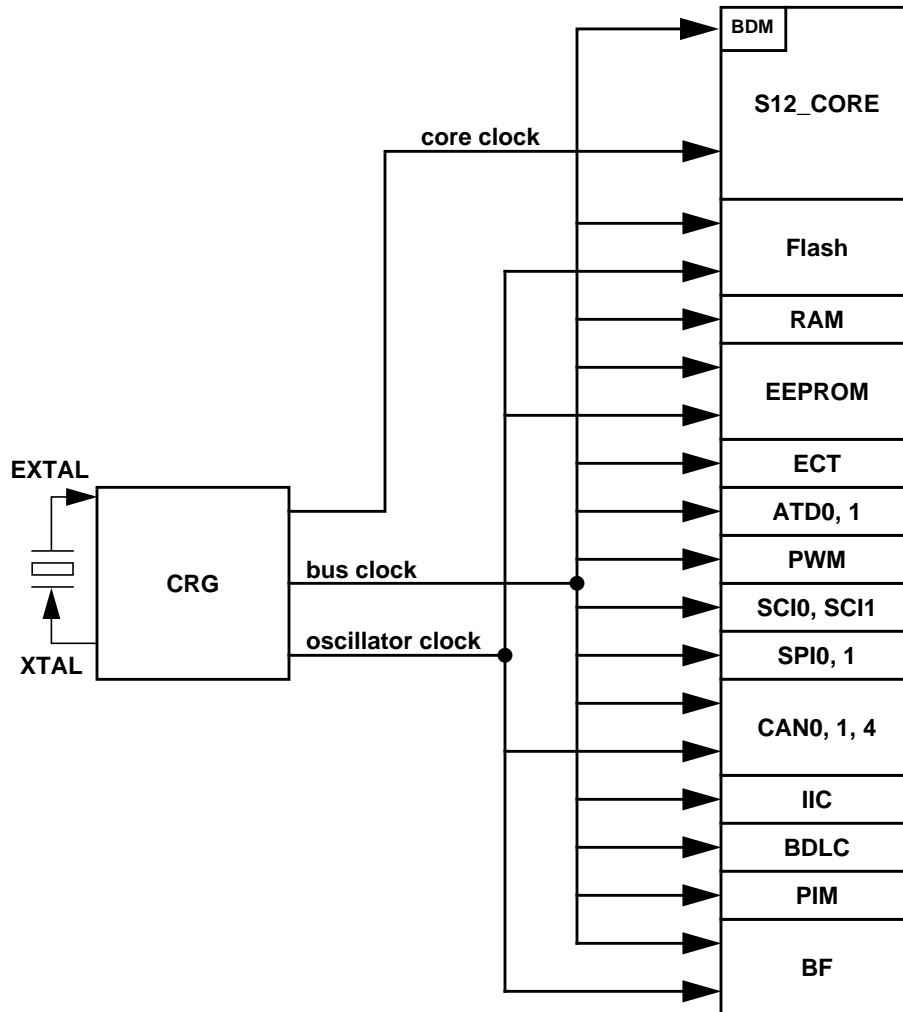 BDM
S12_CORE
core clock
Flash
RAM
EEPROM
ECT
EXTAL
ATD0, 1
PWM
bus clock
CRG
SCI0, SCI1
oscillator clock
SPI0, 1
XTAL
CAN0, 1, 4
IIC
BDLC
PIM
BF